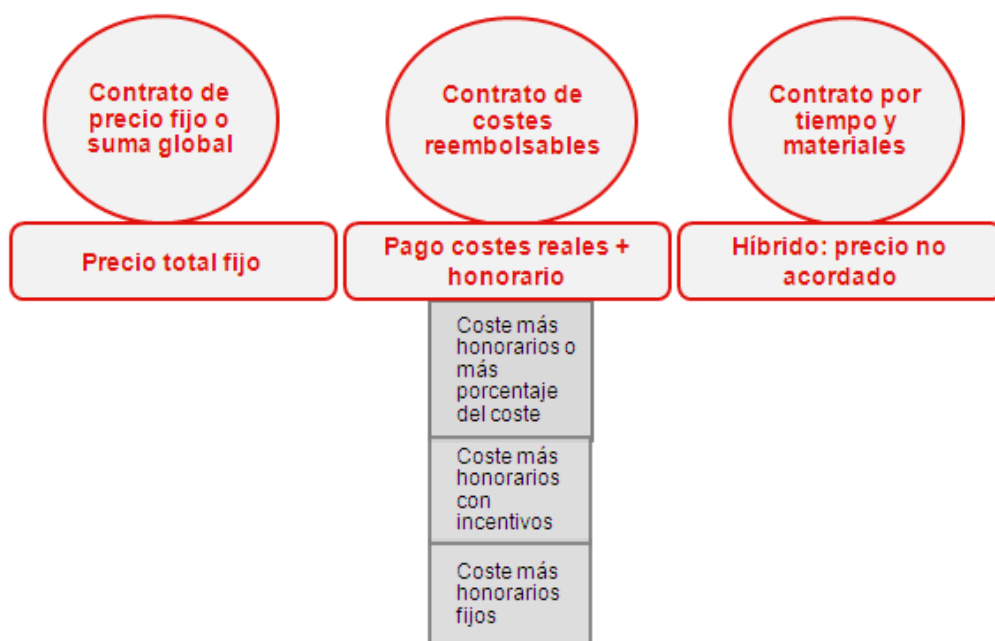 Contrato de
precio fijo o
suma global
Precio total fijo
Contrato de
costes
reembolsables
Pago costes reales +
honorario
Coste más
honorarios o
más
porcentaje
del coste
Coste más
honorarios
con
incentivos
Coste más
honorarios
fijos
Contrato por
tiempo y
materiales
Híbrido: precio no
acordado